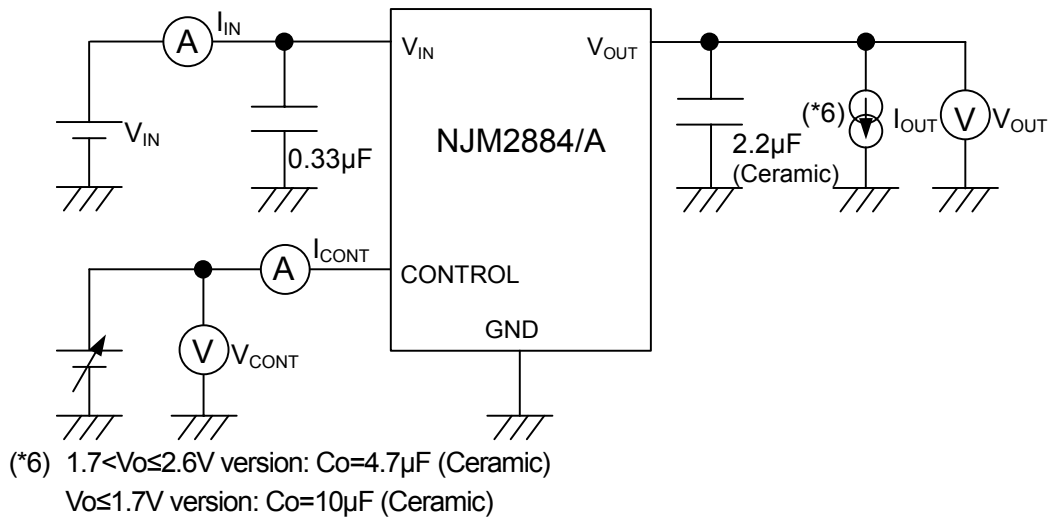 A
I_IN
V_IN
0.33µF
V_IN
V_OUT
NJM2884/A
CONTROL
GND
(*6)
2.2µF
(Ceramic)
I_OUT
V
V_OUT
A
I_CONT
V
V_CONT
(*6) 1.7<Vo≤2.6V version: Co=4.7µF (Ceramic)
Vo≤1.7V version: Co=10µF (Ceramic)